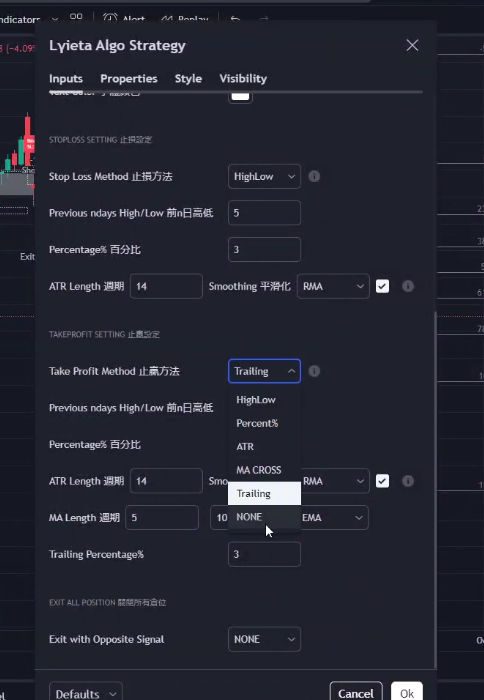 ndicators
Alert
Replay
(-4.09
Lyieta Algo Strategy
Inputs Properties Style Visibility
STOPLOSS SETTING 止損設定
Stop Loss Method 止損方法 HighLow
Previous ndays High/Low 前n日高低 5
Percentage% 百分比 3
ATR Length 週期 14 Smoothing 平滑化 RMA
Exit
TAKEPROFIT SETTING 止贏設定
Take Profit Method 止贏方法 Trailing
Previous ndays High/Low 前n日高低
HighLow
Percent%
Percentage% 百分比
ATR
MA CROSS
ATR Length 週期 14 Smo RMA
Trailing
MA Length 週期 5 10 EMA
NONE
Trailing Percentage% 3
EXIT ALL POSITION 關閉所有倉位
Exit with Opposite Signal NONE
Defaults Cancel Ok